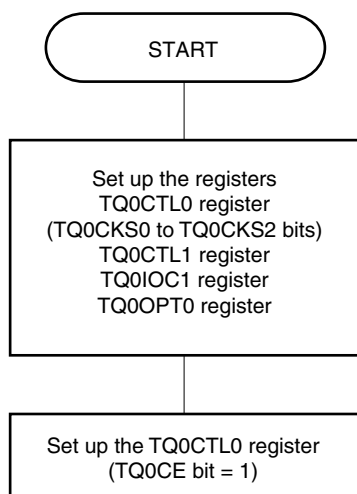 START
Set up the registers
TQ0CTL0 register
(TQ0CKS0 to TQ0CKS2 bits)
TQ0CTL1 register
TQ0IOC1 register
TQ0OPT0 register
Set up the TQ0CTL0 register
(TQ0CE bit = 1)